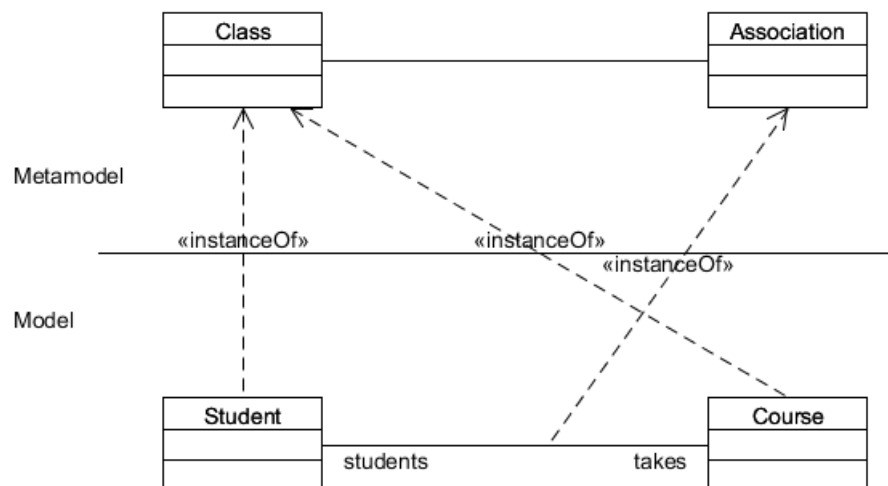 Class
Association
Metamodel
«instanceOf»
«instanceOf»
«instanceOf»
Model
Student
Course
students
takes